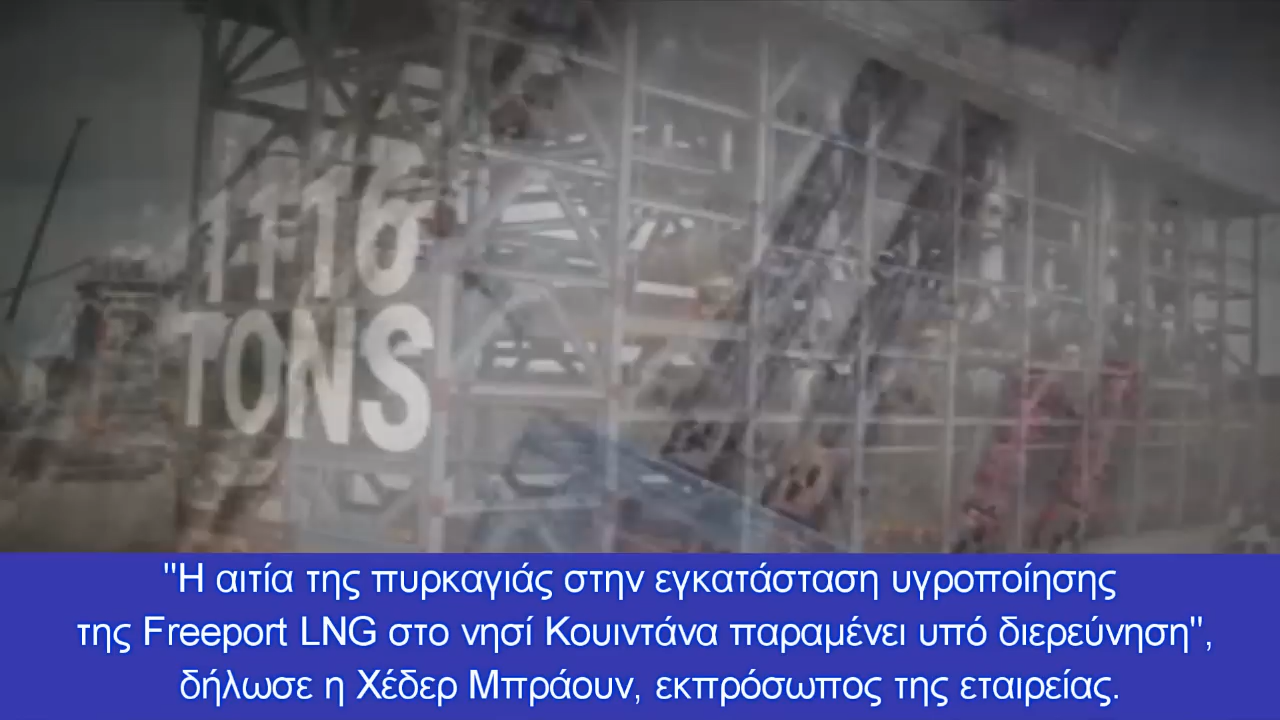 1116
TONS
"Η αιτία της πυρκαγιάς στην εγκατάσταση υγροποίησης
της Freeport LNG στο νησί Κουιντάνα παραμένει υπό διερεύνηση",
δήλωσε η Χέδερ Μπράουν, εκπρόσωπος της εταιρείας.